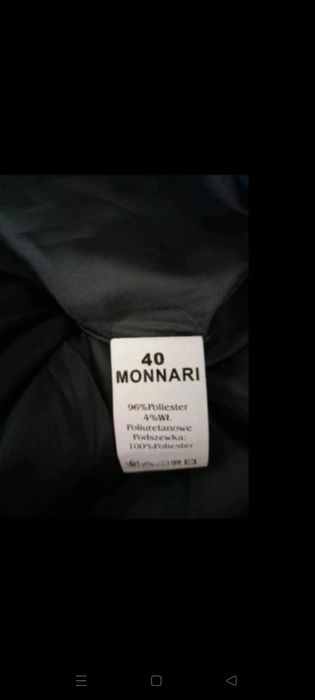 40
MONNARI
96%Poliester
4%Wł.
Poliuretanowe
Podszewka:
100%Poliester